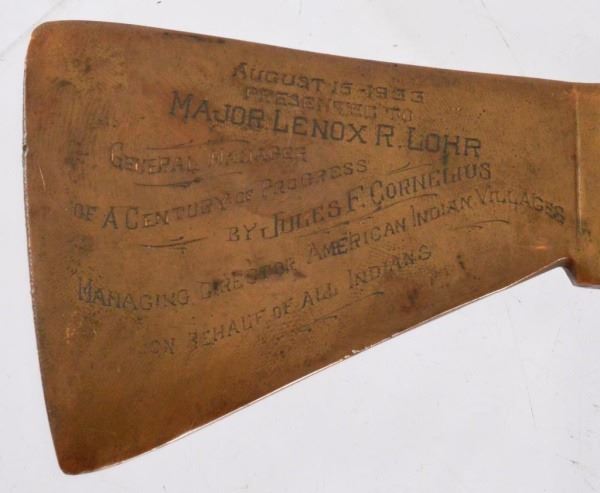 AUGUST 15-1933
PRESENTED TO
MAJOR LENOX R. LOHR
GENERAL MANAGER
OF A CENTURY OF PROGRESS
BY JULES F. CORNELIUS
MANAGING DIRECTOR AMERICAN INDIAN VILLAGES
ON BEHALF OF ALL INDIANS